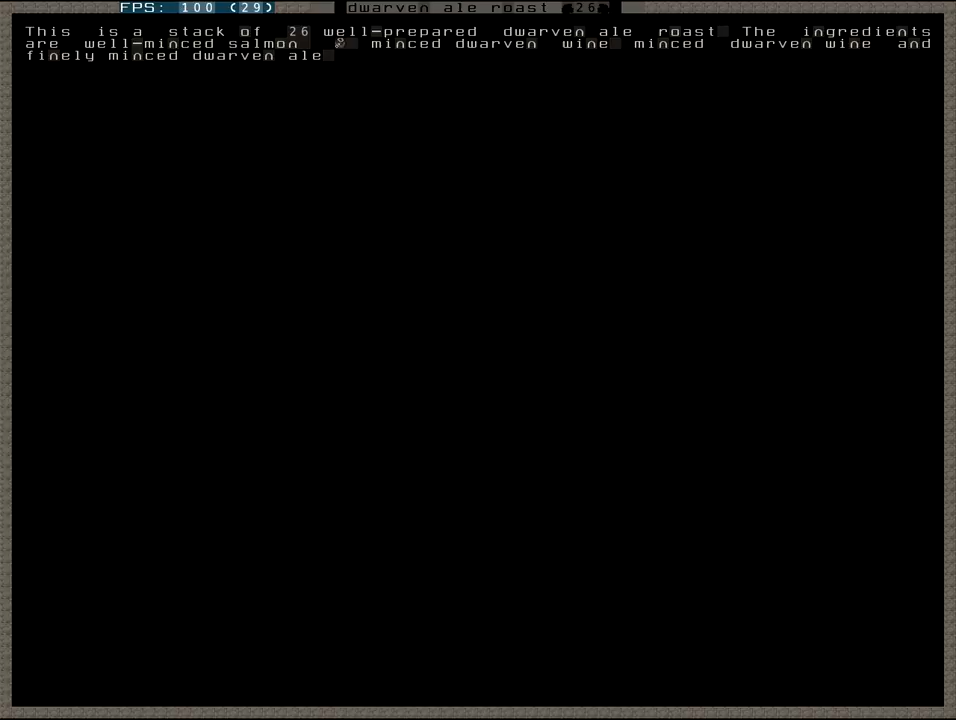 FPS: 100 (29) dwarven ale roast 26
This is a stack of 26 well-prepared dwarven ale roast The ingredients
are well-minced salmon minced dwarven wine minced dwarven wine and
finely minced dwarven ale